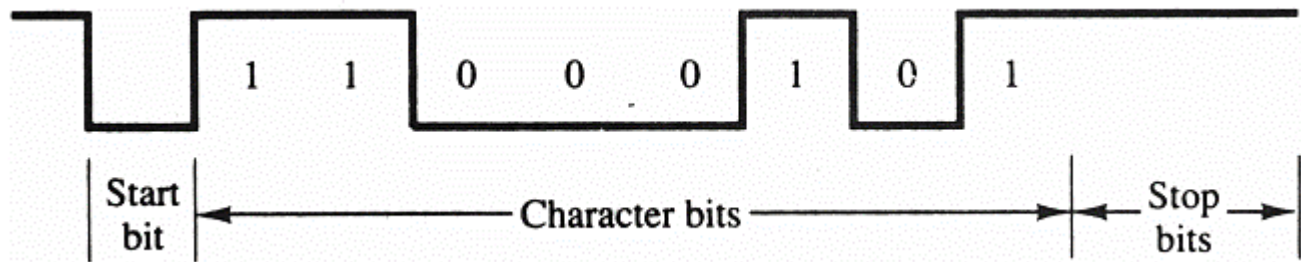 1 1 0 0 0 1 0 1
Start bit
Character bits
Stop bits